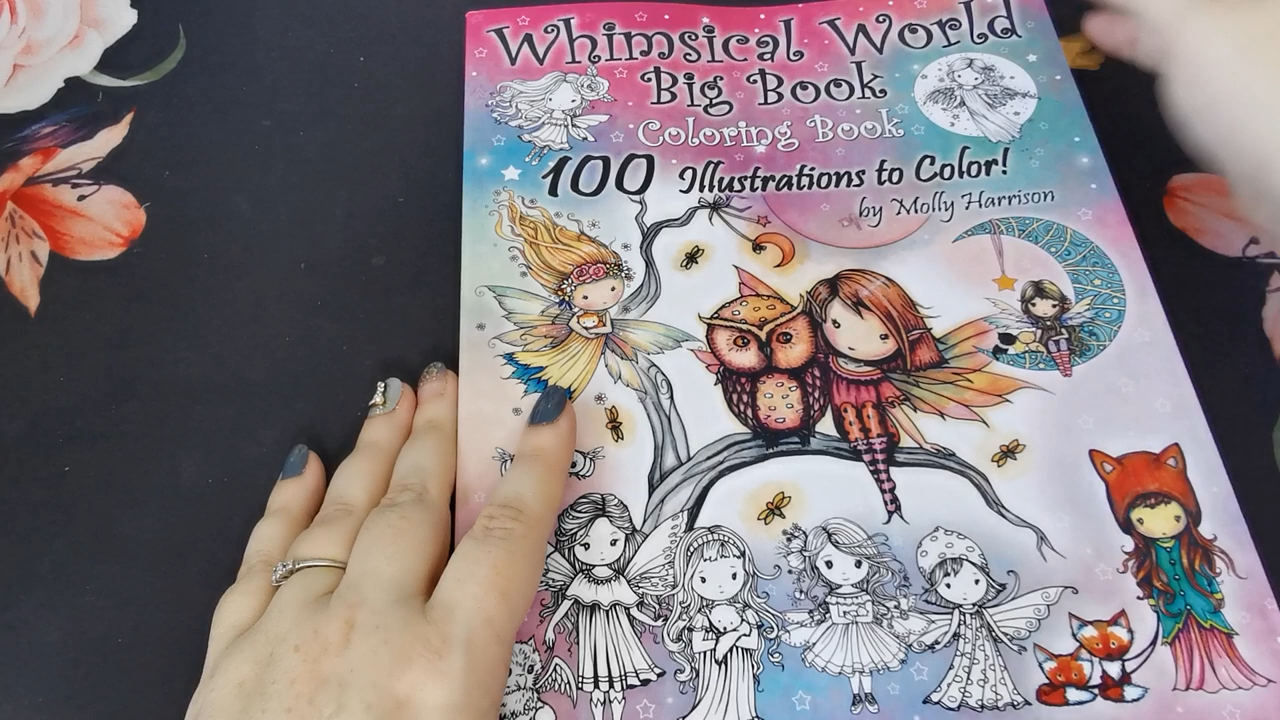 Whimsical World
Big Book
Coloring Book
100 Illustrations to Color!
by Molly Harrison